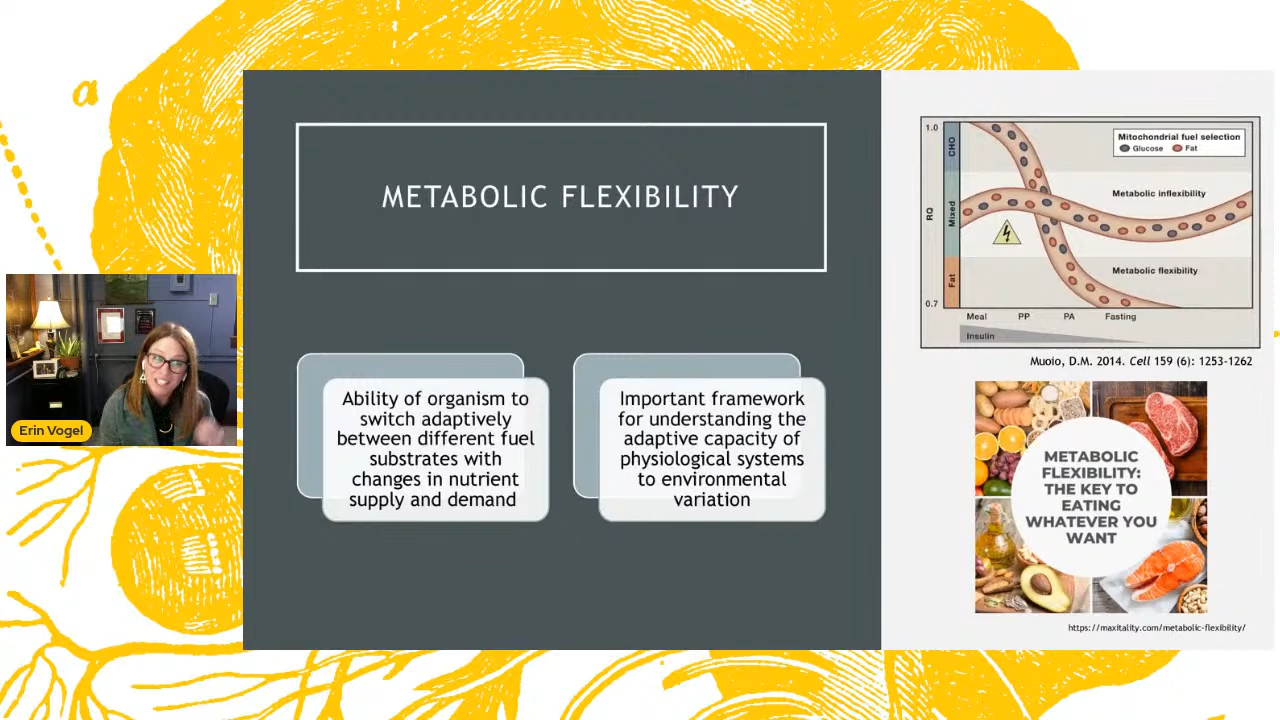 a
METABOLIC FLEXIBILITY
Erin Vogel
Ability of organism to
switch adaptively
between different fuel
substrates with
changes in nutrient
supply and demand
Important framework
for understanding the
adaptive capacity of
physiological systems
to environmental
variation
1.0
CHO
Mitochondrial fuel selection
Glucose Fat
Metabolic inflexibility
RQ
Mixed
Metabolic flexibility
Fat
0.7
Meal PP PA Fasting
Insulin
Muoio, D.M. 2014. Cell 159 (6): 1253-1262
METABOLIC
FLEXIBILITY:
THE KEY TO
EATING
WHATEVER YOU
WANT
https://maxitality.com/metabolic-flexibility/